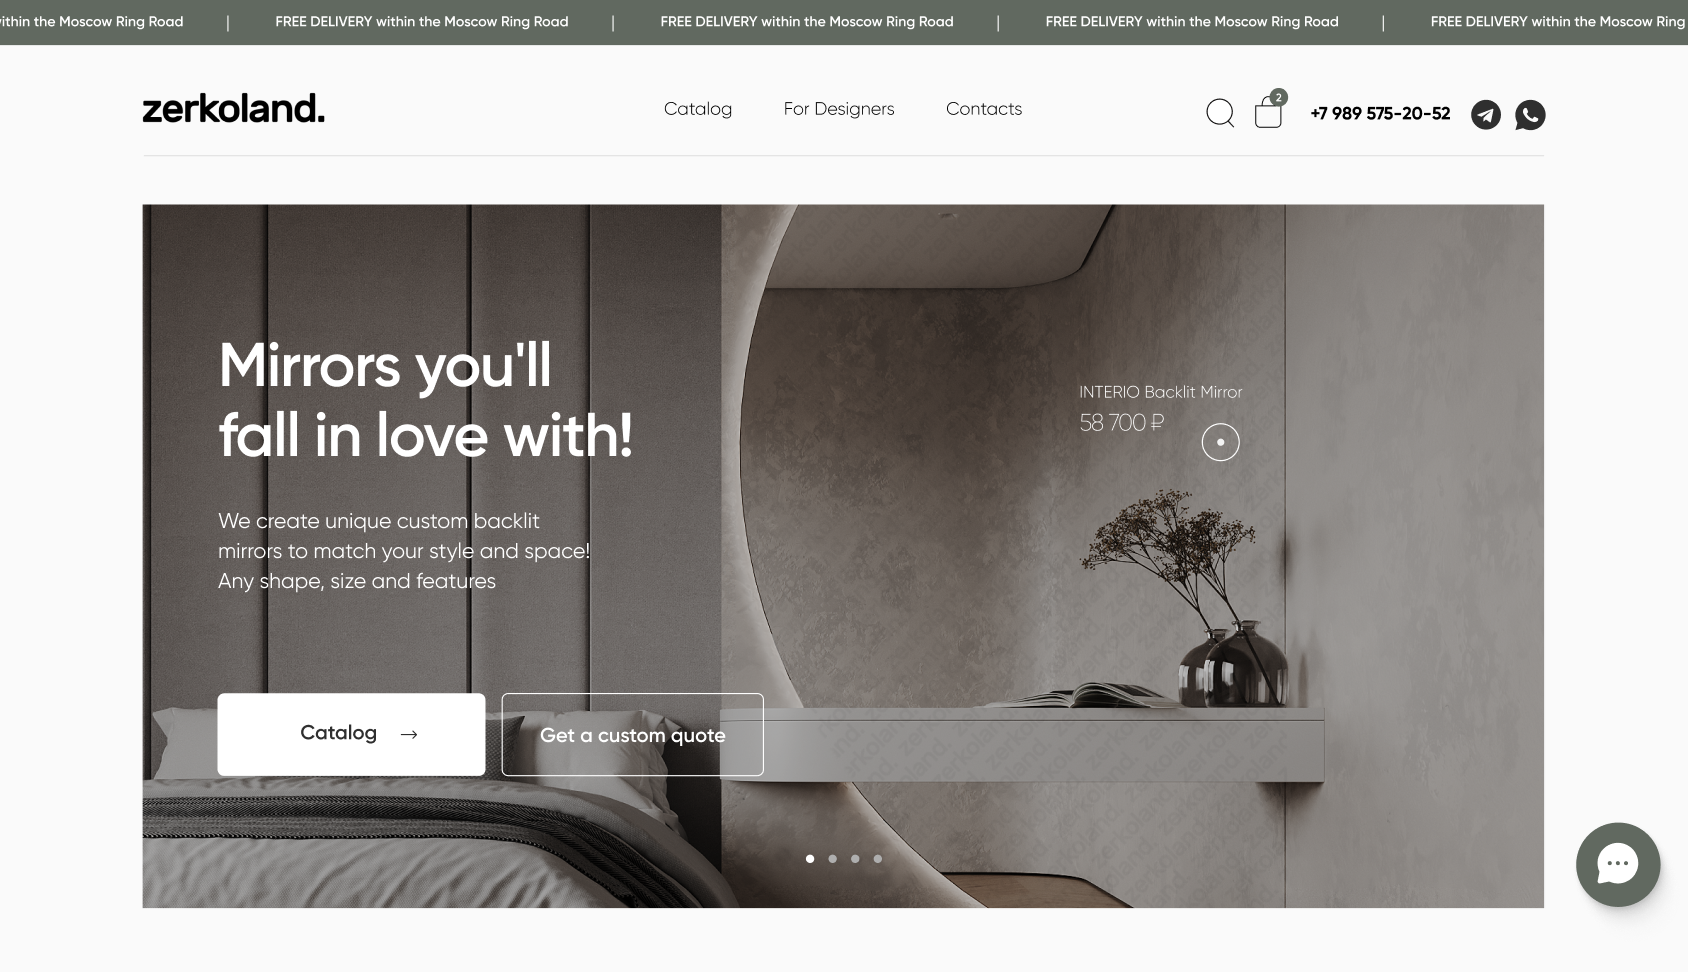 within the Moscow Ring Road | FREE DELIVERY within the Moscow Ring Road | FREE DELIVERY within the Moscow Ring Road | FREE DELIVERY within the Moscow Ring Road | FREE DELIVERY within the Moscow Ring
zerkoland.
Catalog
For Designers
Contacts
2
+7 989 575-20-52
Mirrors you'll
fall in love with!
We create unique custom backlit
mirrors to match your style and space!
Any shape, size and features
Catalog →
Get a custom quote
INTERIO Backlit Mirror
58 700 ₽